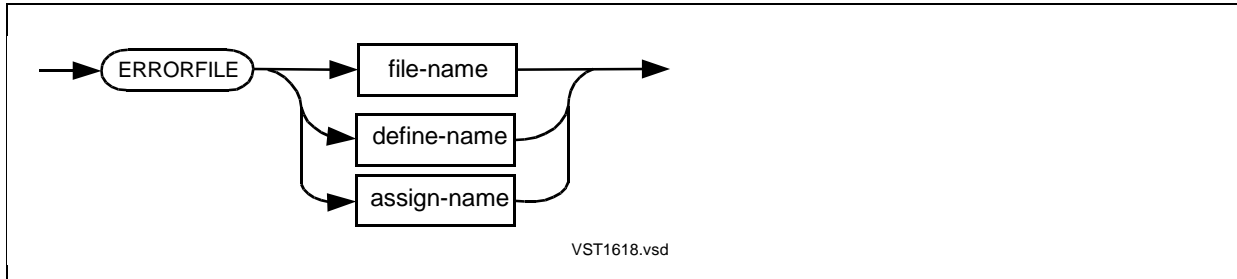 ERRORFILE
file-name
define-name
assign-name
VST1618.vsd